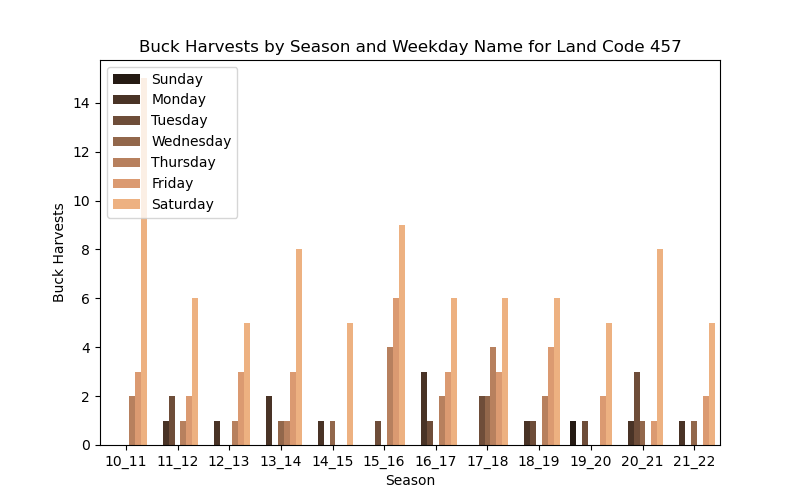 Buck Harvests by Season and Weekday Name for Land Code 457
Sunday
Monday
Tuesday
Wednesday
Thursday
Friday
Saturday
14
12
10
8
6
4
2
0
Buck Harvests
10_11 11_12 12_13 13_14 14_15 15_16 16_17 17_18 18_19 19_20 20_21 21_22
Season